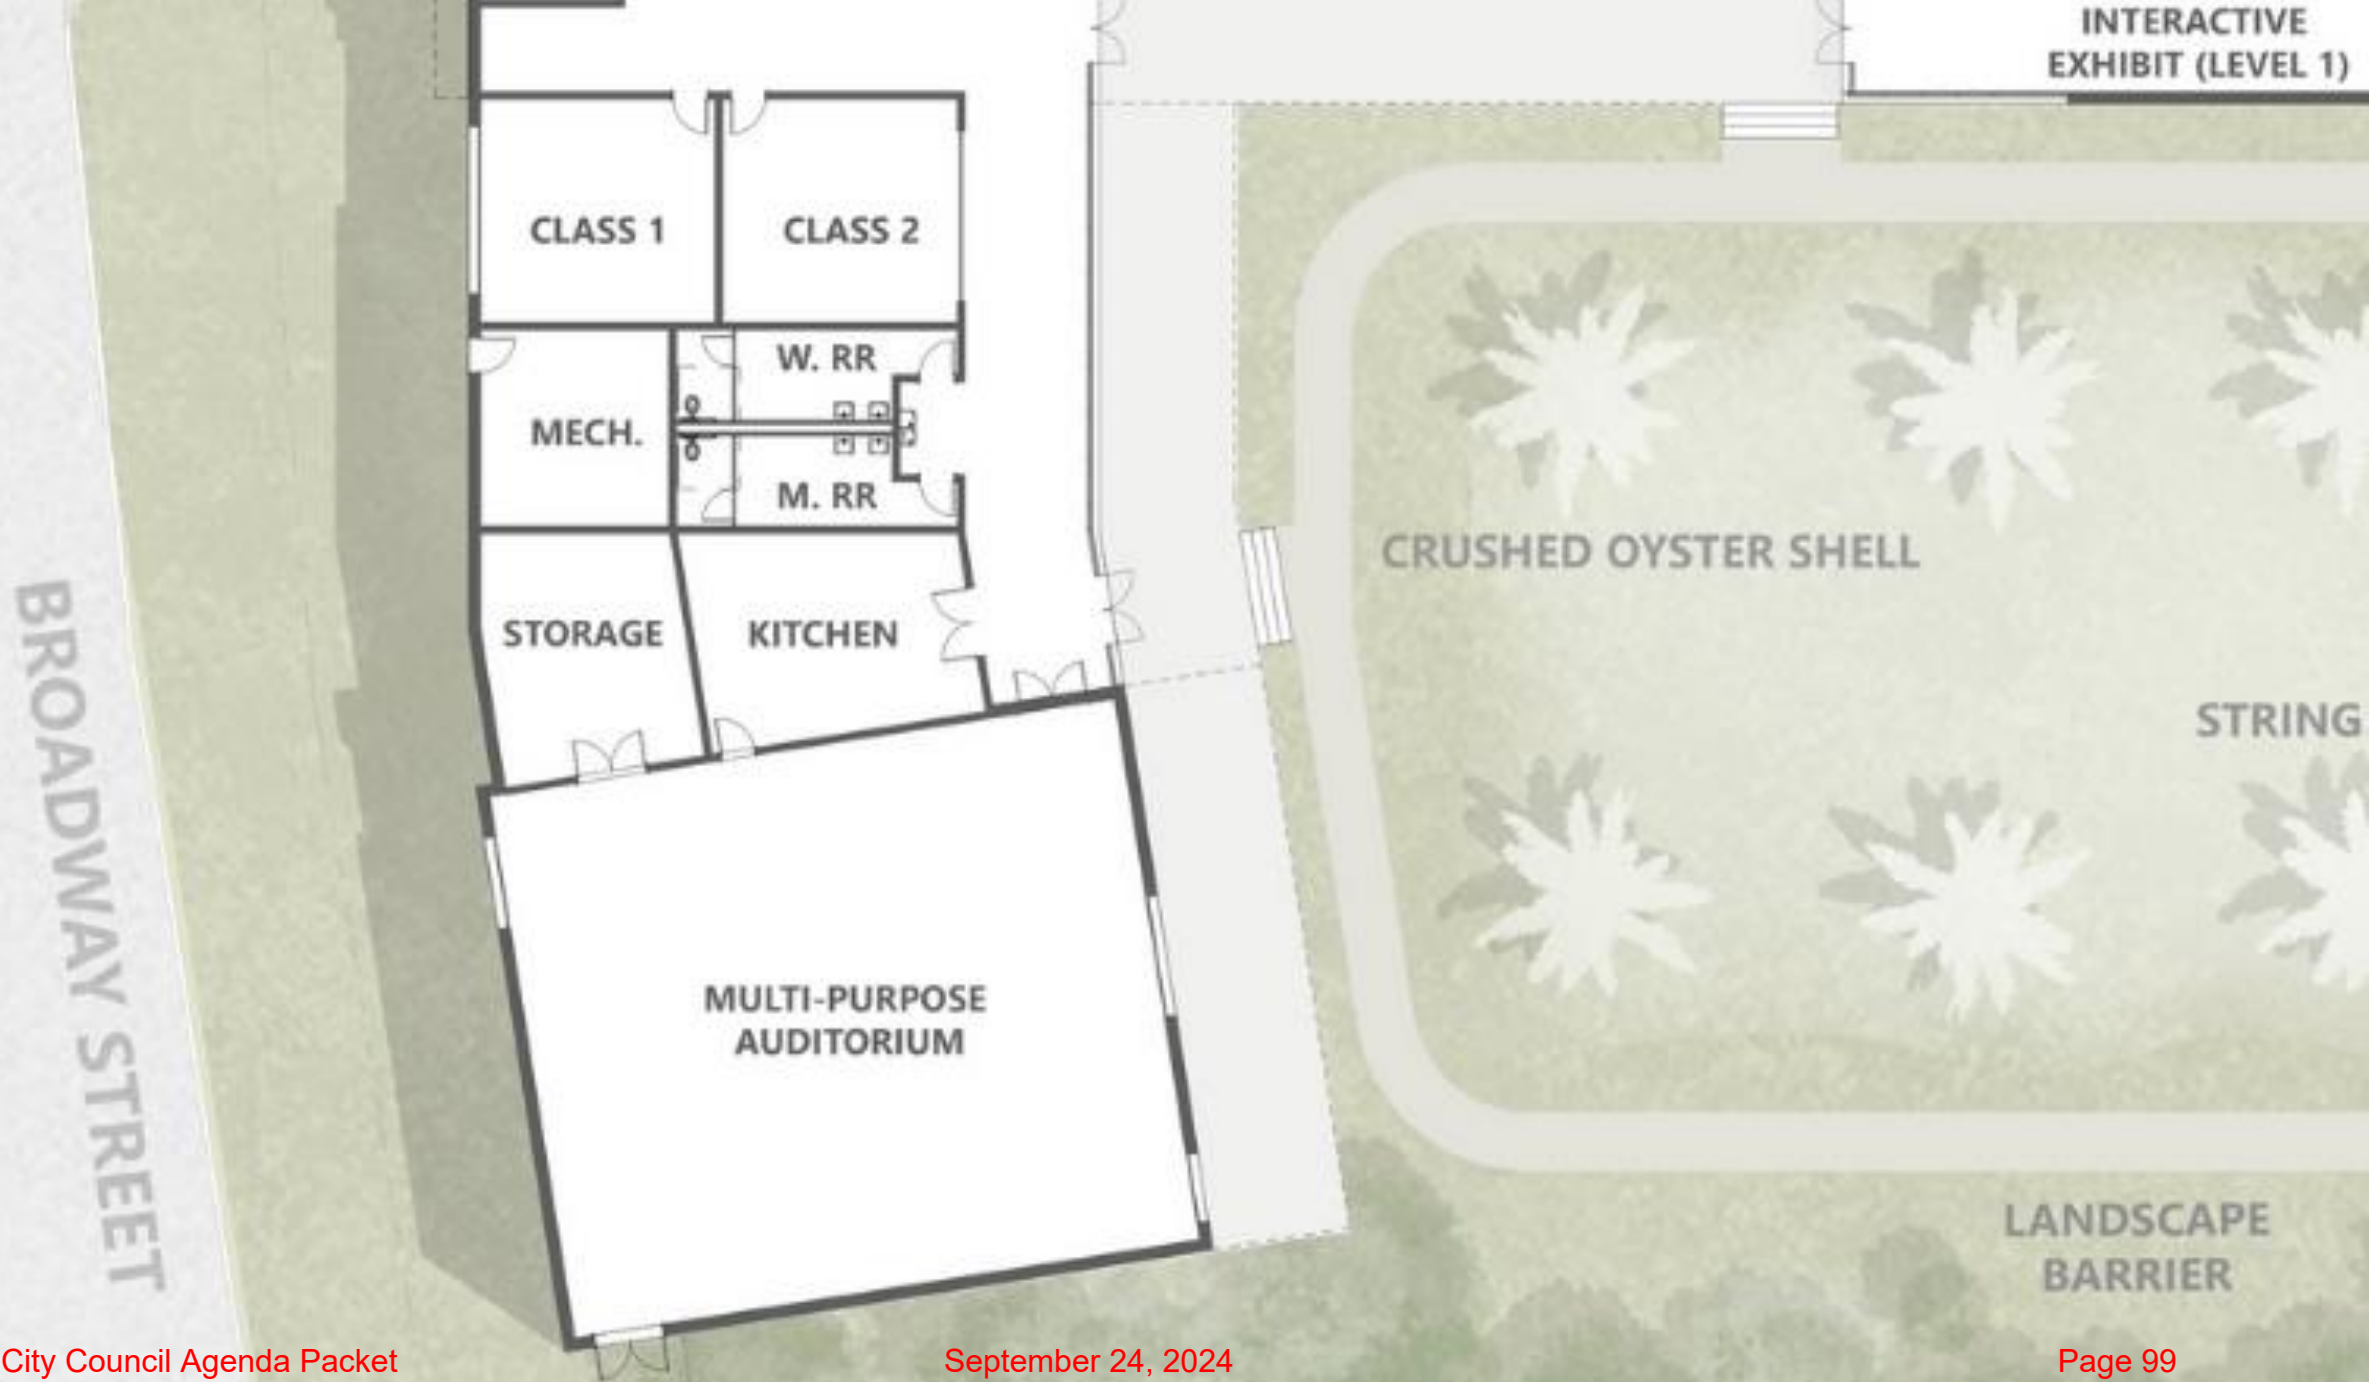 INTERACTIVE
EXHIBIT (LEVEL 1)
CLASS 1
CLASS 2
W. RR
MECH.
M. RR
CRUSHED OYSTER SHELL
STORAGE
KITCHEN
STRING
BROADWAY STREET
MULTI-PURPOSE
AUDITORIUM
LANDSCAPE
BARRIER
City Council Agenda Packet
September 24, 2024
Page 99